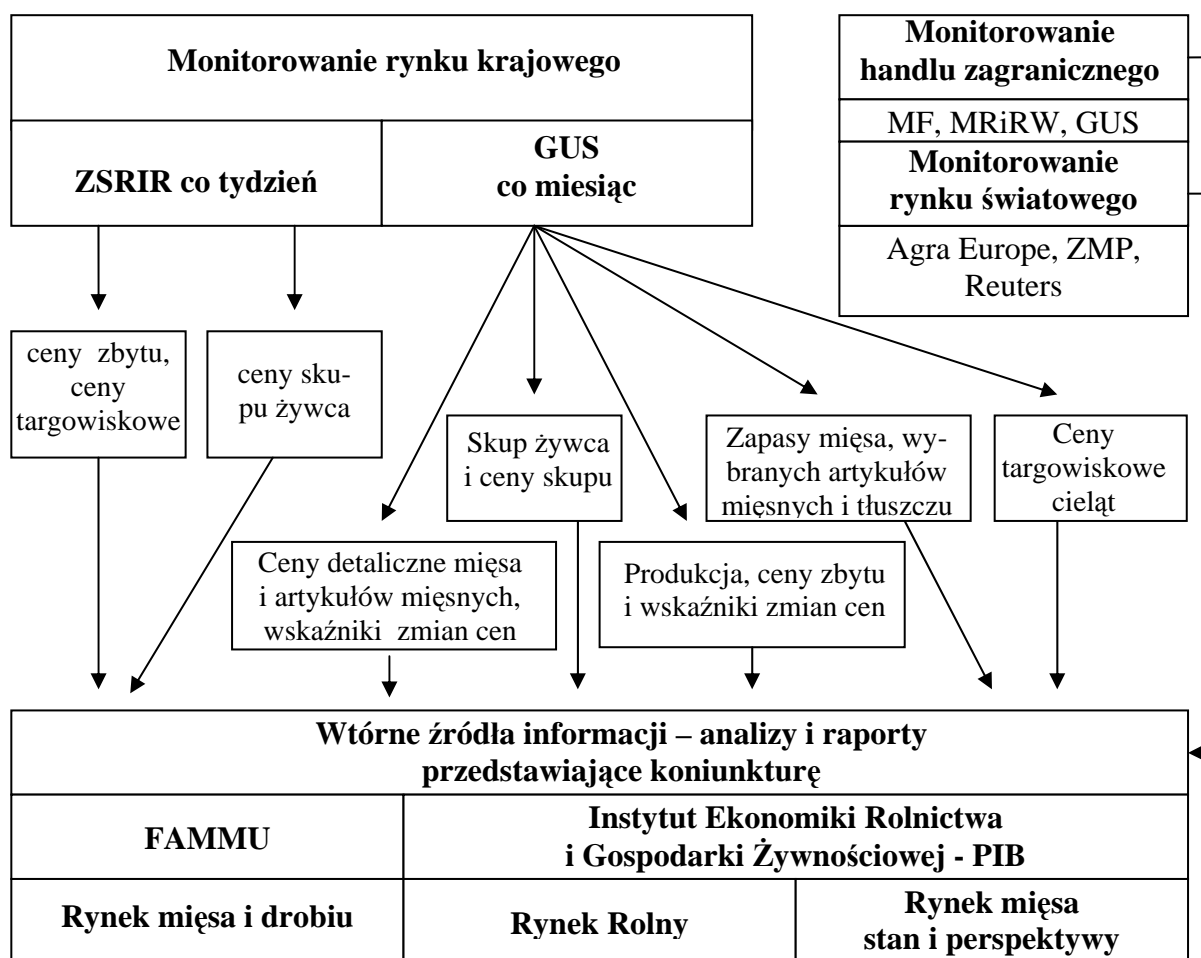 Monitorowanie rynku krajowego
ZSRIR co tydzień
GUS
co miesiąc
Monitorowanie
handlu zagranicznego
MF, MRiRW, GUS
Monitorowanie
rynku światowego
Agra Europe, ZMP,
Reuters
ceny zbytu,
ceny
targowiskowe
ceny sku-
pu żywca
Skup żywca
i ceny skupu
Zapasy mięsa, wy-
branych artykułów
mięsnych i tłuszczu
Ceny
targowiskowe
cieląt
Ceny detaliczne mięsa
i artykułów mięsnych,
wskaźniki zmian cen
Produkcja, ceny zbytu
i wskaźniki zmian cen
Wtórne źródła informacji – analizy i raporty
przedstawiające koniunkturę
FAMMU
Instytut Ekonomiki Rolnictwa
i Gospodarki Żywnościowej - PIB
Rynek mięsa i drobiu
Rynek Rolny
Rynek mięsa
stan i perspektywy